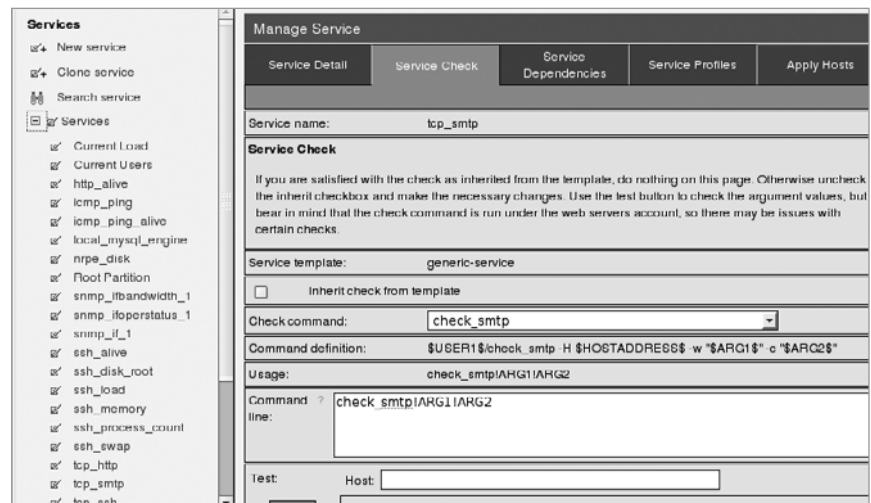 Services
New service
Clone service
Search service
Services
Current Load
Current Users
http_alive
icmp_ping
icmp_ping_alive
local_mysql_engine
nrpe_disk
Root Partition
snmp_ifbandwidth_1
snmp_ifoperstatus_1
snmp_if_1
ssh_alive
ssh_disk_root
ssh_load
ssh_memory
ssh_process_count
ssh_swap
tcp_http
tcp_smtp
tcp_ssh
Manage Service
Service Detail
Service Check
Service Dependencies
Service Profiles
Apply Hosts
Service name: tcp_smtp
Service Check
If you are satisfied with the check as inherited from the template, do nothing on this page. Otherwise uncheck
the inherit checkbox and make the necessary changes. Use the test button to check the argument values, but
bear in mind that the check command is run under the web servers account, so there may be issues with
certain checks.
Service template: generic-service
Inherit check from template
Check command: check_smtp
Command definition: $USER1$/check_smtp -H $HOSTADDRESS$ -w "$ARG1$" -c "$ARG2$"
Usage: check_smtp!ARG1!ARG2
Command line: ? check_smtp!ARG1!ARG2
Test: Host: